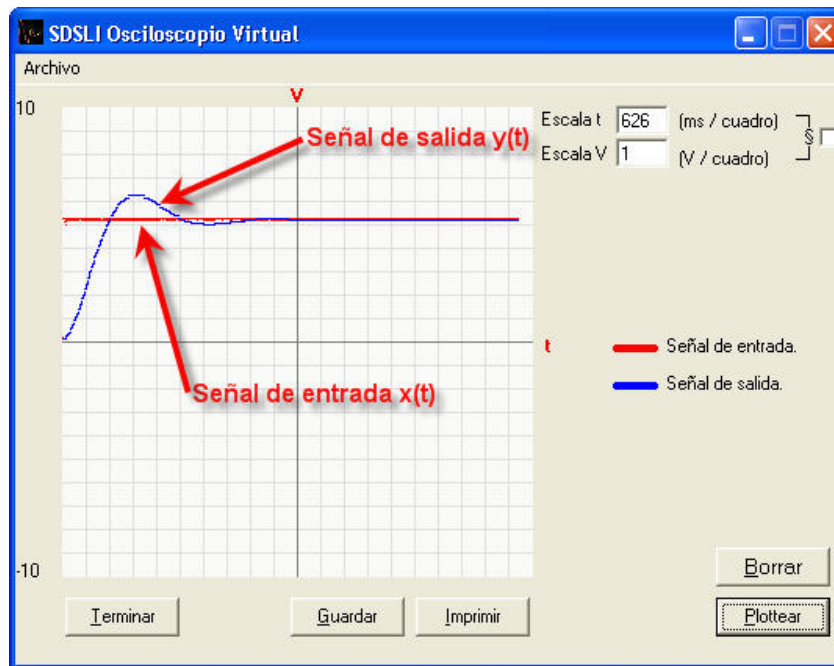 SDSLI Osciloscopio Virtual
Archivo
10
V
Escala t 626 (ms / cuadro)
§
Escala V 1 (V / cuadro)
Señal de salida y(t)
t
Señal de entrada.
Señal de salida.
Señal de entrada x(t)
-10
Borrar
Terminar
Guardar
Imprimir
Plottear